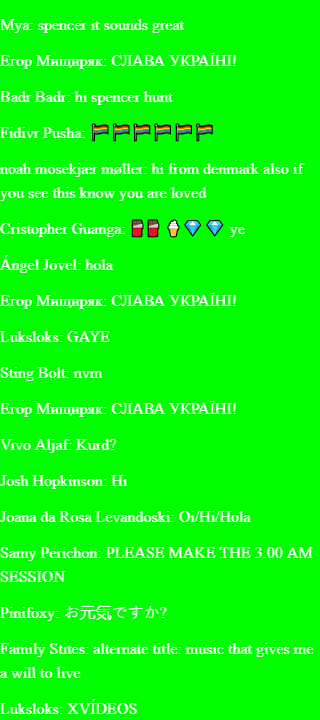 Mya: spencer it sounds great
Егор Мищиряк: СЛАВА УКРАЇНІ!
Badr Badr: hi spencer hunt
Fidivr Pusha: 🏳️‍🌈🏳️‍🌈🏳️‍🌈🏳️‍🌈🏳️‍🌈🏳️‍🌈
noah mosekjær møller: hi from denmark also if
you see this know you are loved
Cristopher Guanga: 🍫🍫🍦💎💎 ye
Ángel Jovel: hola
Егор Мищиряк: СЛАВА УКРАЇНІ!
Luksloks: GAYE
Sting Bolt: nvm
Егор Мищиряк: СЛАВА УКРАЇНІ!
Vivo Aljaf: Kurd?
Josh Hopkinson: Hi
Joana da Rosa Levandoski: Oi/Hi/Hola
Samy Perichon: PLEASE MAKE THE 3.00 AM
SESSION
Pinifoxy: お元気ですか?
Family Stites: alternate title: music that gives me
a will to live
Luksloks: XVÍDEOS